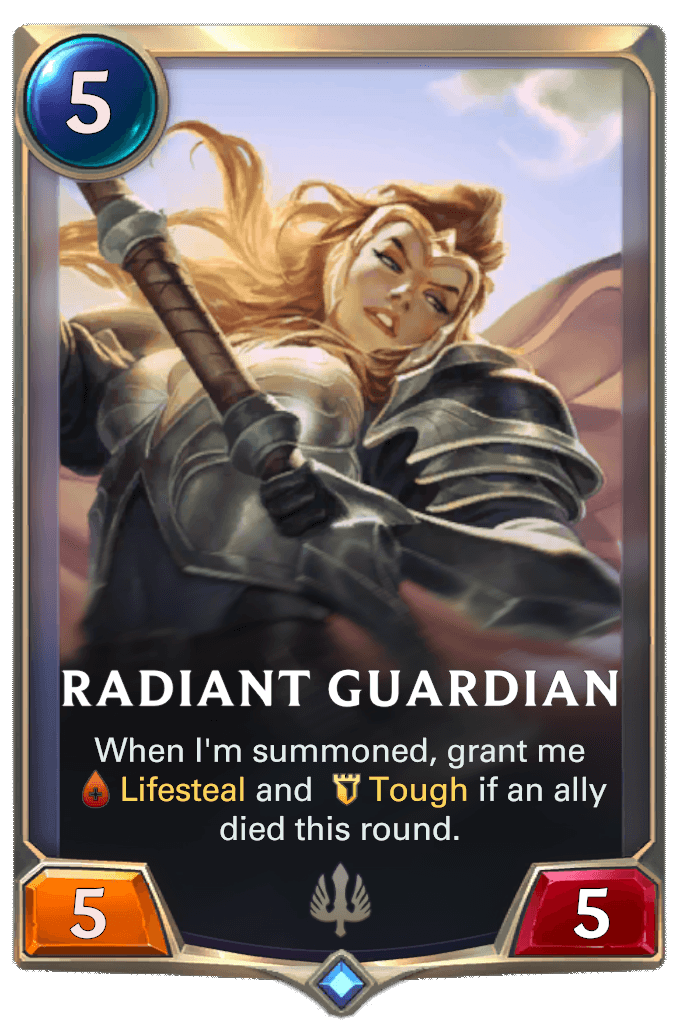 5
RADIANT GUARDIAN
When I'm summoned, grant me
Lifesteal and Tough if an ally
died this round.
5 5